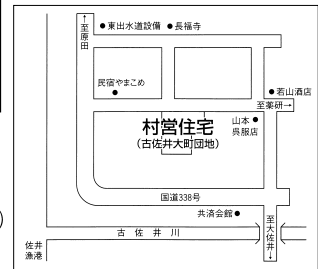 ↑至原田
●東出水道設備 ●長福寺
民宿やまこめ
●
●若山酒店
至薬研→
山本●
呉服店
村営住宅
(古佐井大町団地)
国道338号
共済会館●
古佐井川
至大佐井↓
佐井
漁港
)